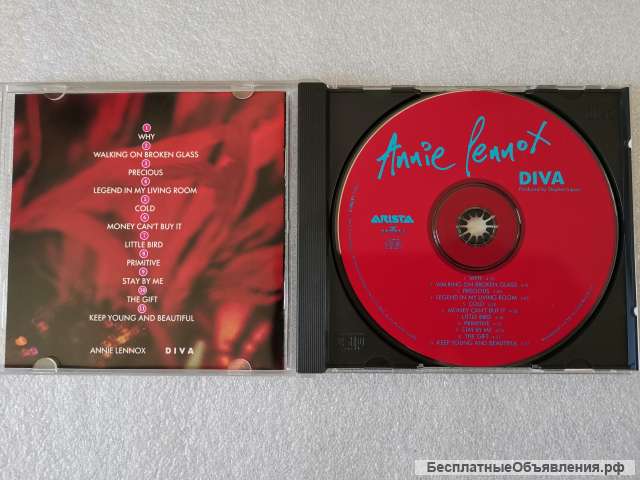 1
WHY
2
WALKING ON BROKEN GLASS
3
PRECIOUS
4
LEGEND IN MY LIVING ROOM
5
COLD
6
MONEY CAN'T BUY IT
7
LITTLE BIRD
8
PRIMITIVE
9
STAY BY ME
10
THE GIFT
11
KEEP YOUNG AND BEAUTIFUL
ANNIE LENNOX DIVA
Annie Lennox
DIVA
Produced by Stephen Lipson
ARISTA
WHY
WALKING ON BROKEN GLASS
PRECIOUS
LEGEND IN MY LIVING ROOM
COLD
MONEY CAN'T BUY IT
LITTLE BIRD
PRIMITIVE
STAY BY ME
THE GIFT
KEEP YOUNG AND BEAUTIFUL
БесплатныеОбъявления.рф